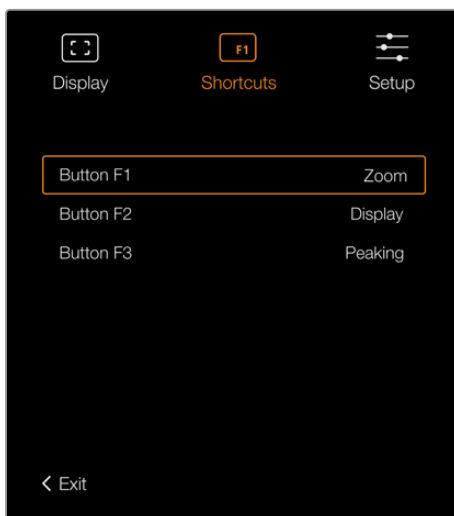 F1
Display Shortcuts Setup
Button F1 Zoom
Button F2 Display
Button F3 Peaking
Exit